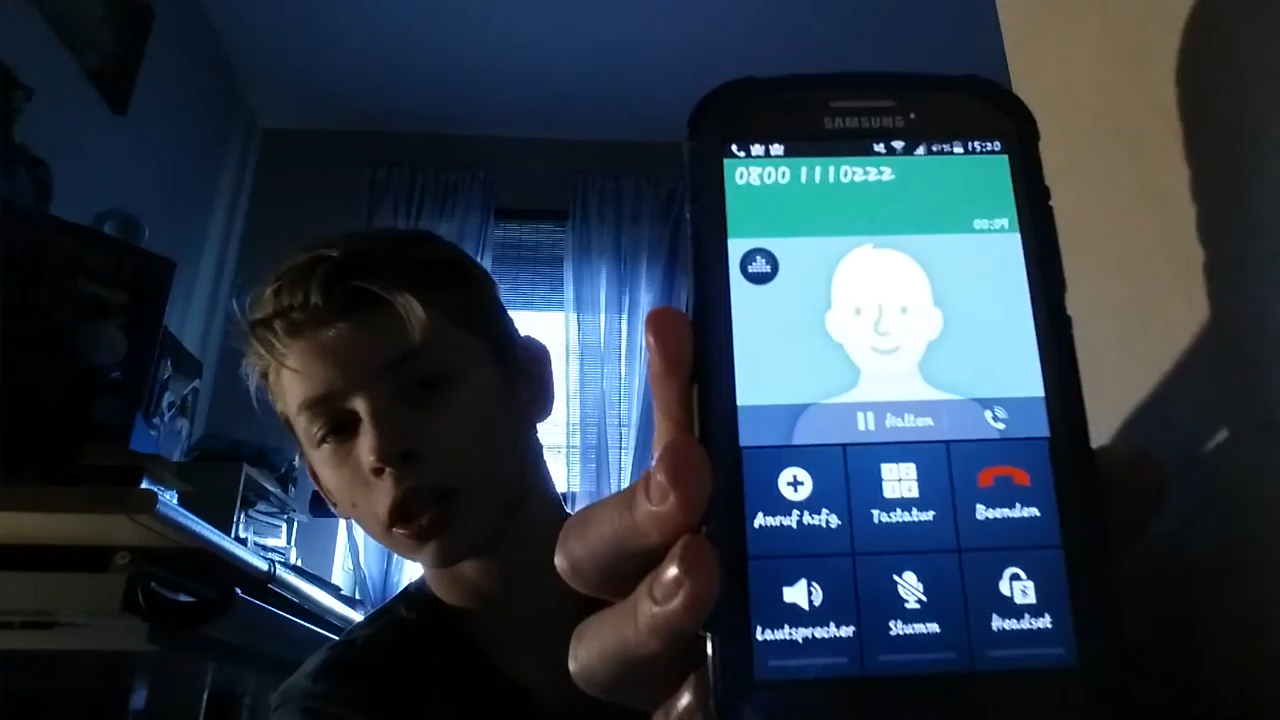 SAMSUNG
15:20
0800 1110222
00:09
Halten
Anruf hzfg.
Tastatur
Beenden
Lautsprecher
Stumm
Headset